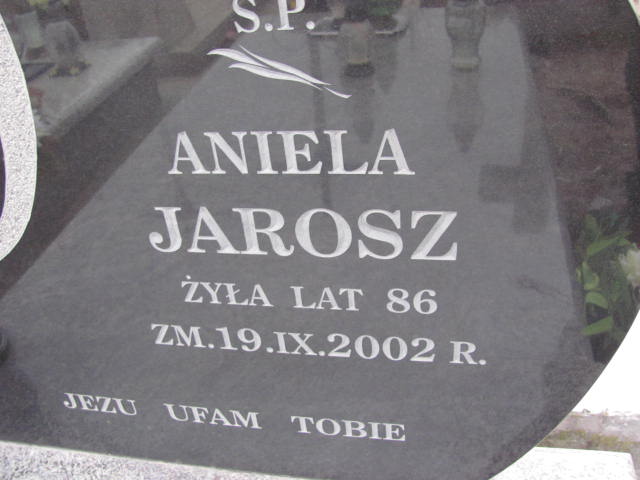 Ś.P.
ANIELA
JAROSZ
ŻYŁA LAT 86
ZM.19.IX.2002 R.
JEZU UFAM TOBIE